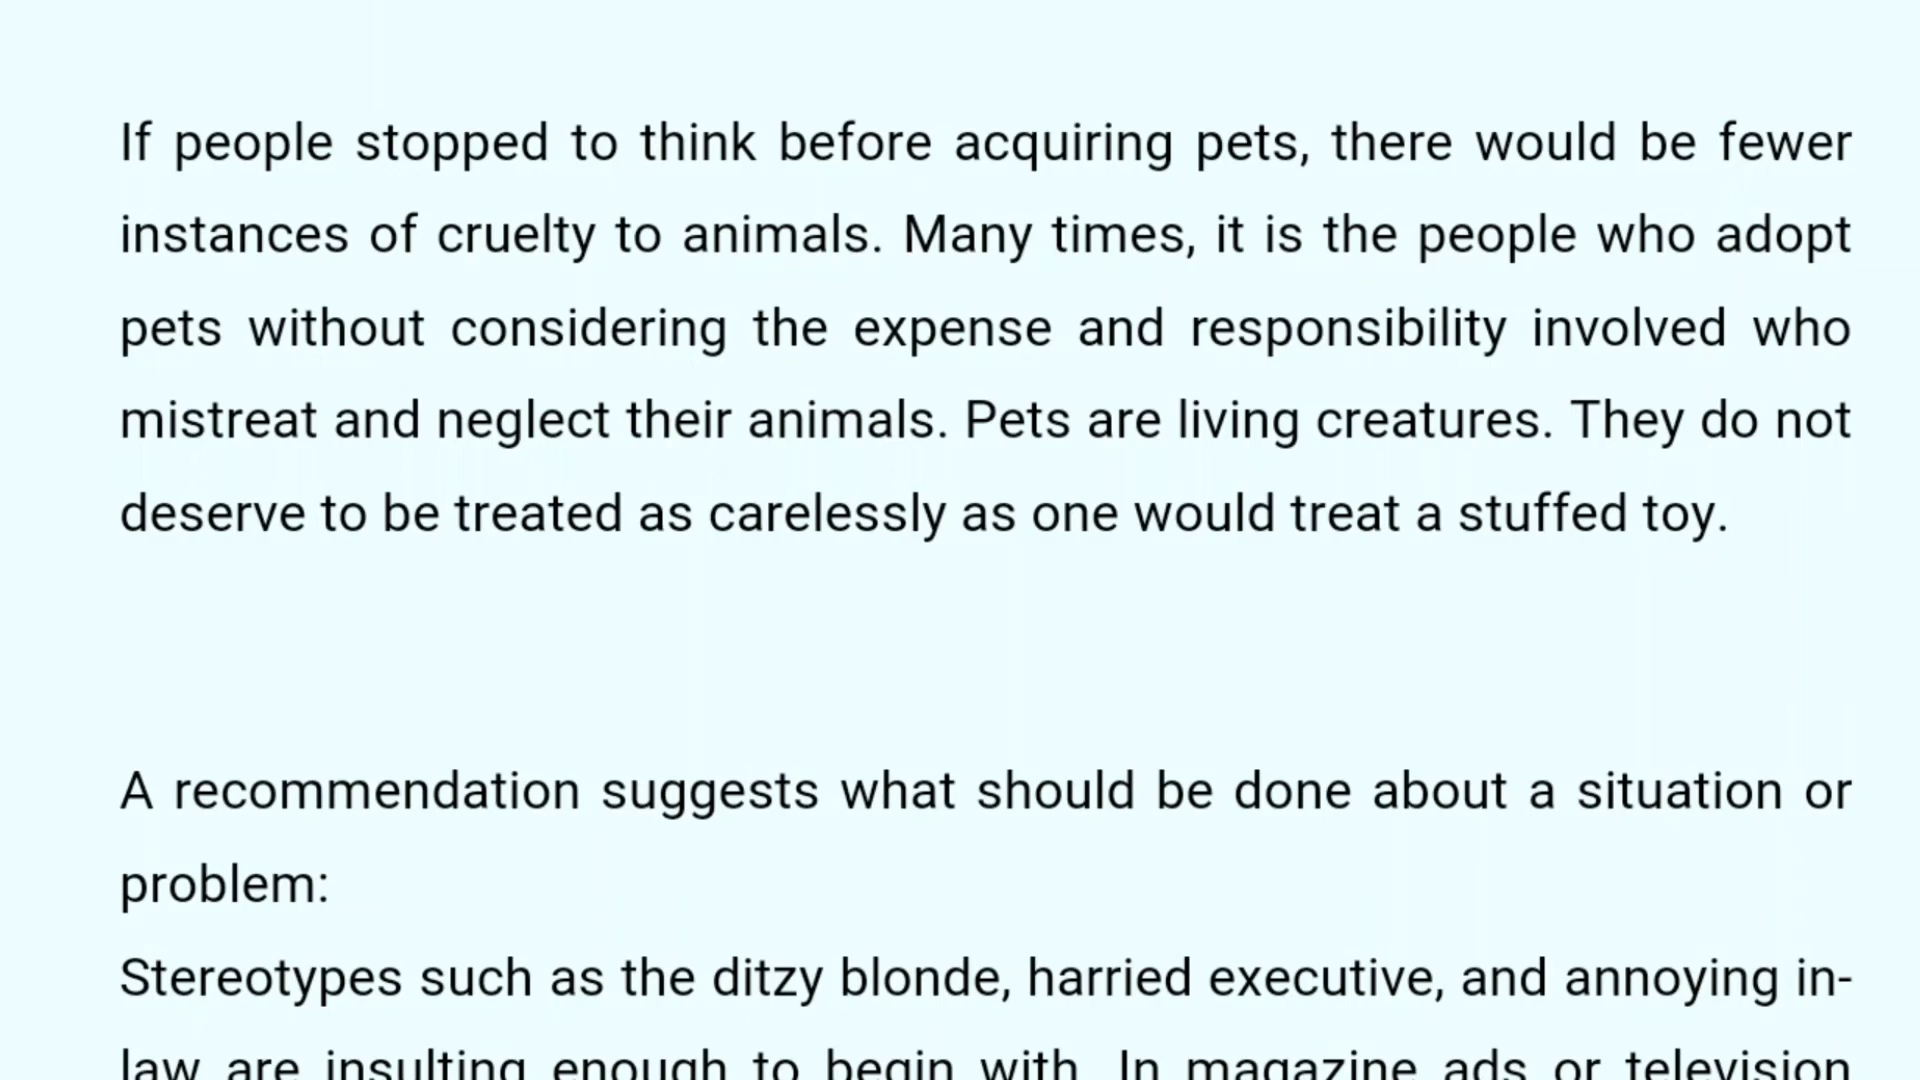 If people stopped to think before acquiring pets, there would be fewer
instances of cruelty to animals. Many times, it is the people who adopt
pets without considering the expense and responsibility involved who
mistreat and neglect their animals. Pets are living creatures. They do not
deserve to be treated as carelessly as one would treat a stuffed toy.
A recommendation suggests what should be done about a situation or
problem:
Stereotypes such as the ditzy blonde, harried executive, and annoying in-
law are insulting enough to begin with. In magazine ads or television